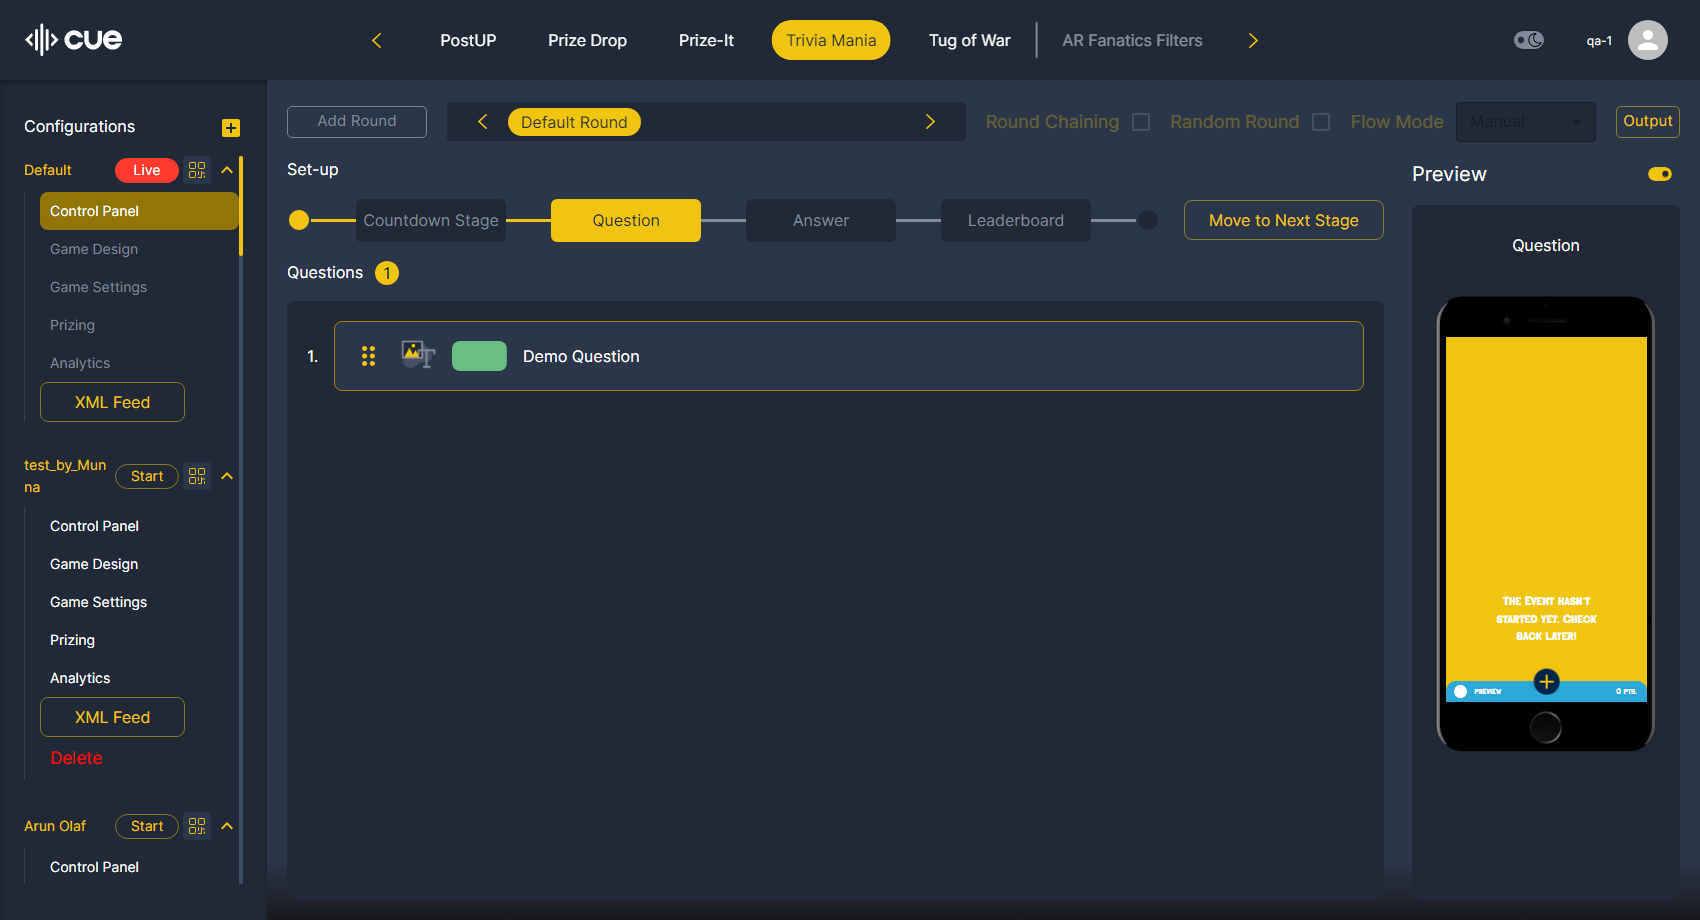 cue
PostUP
Prize Drop
Prize-It
Trivia Mania
Tug of War
AR Fanatics Filters
qa-1
Configurations
Default
Live
Control Panel
Game Design
Game Settings
Prizing
Analytics
XML Feed
test_by_Mun
na
Start
Control Panel
Game Design
Game Settings
Prizing
Analytics
XML Feed
Delete
Arun Olaf
Start
Control Panel
Add Round
Default Round
Round Chaining
Random Round
Flow Mode
Manual
Output
Set-up
Countdown Stage
Question
Answer
Leaderboard
Move to Next Stage
Questions 1
1.
Demo Question
Preview
Question
The Event hasn't
started yet. Check
back later!
PREVIEW
0 PTS.